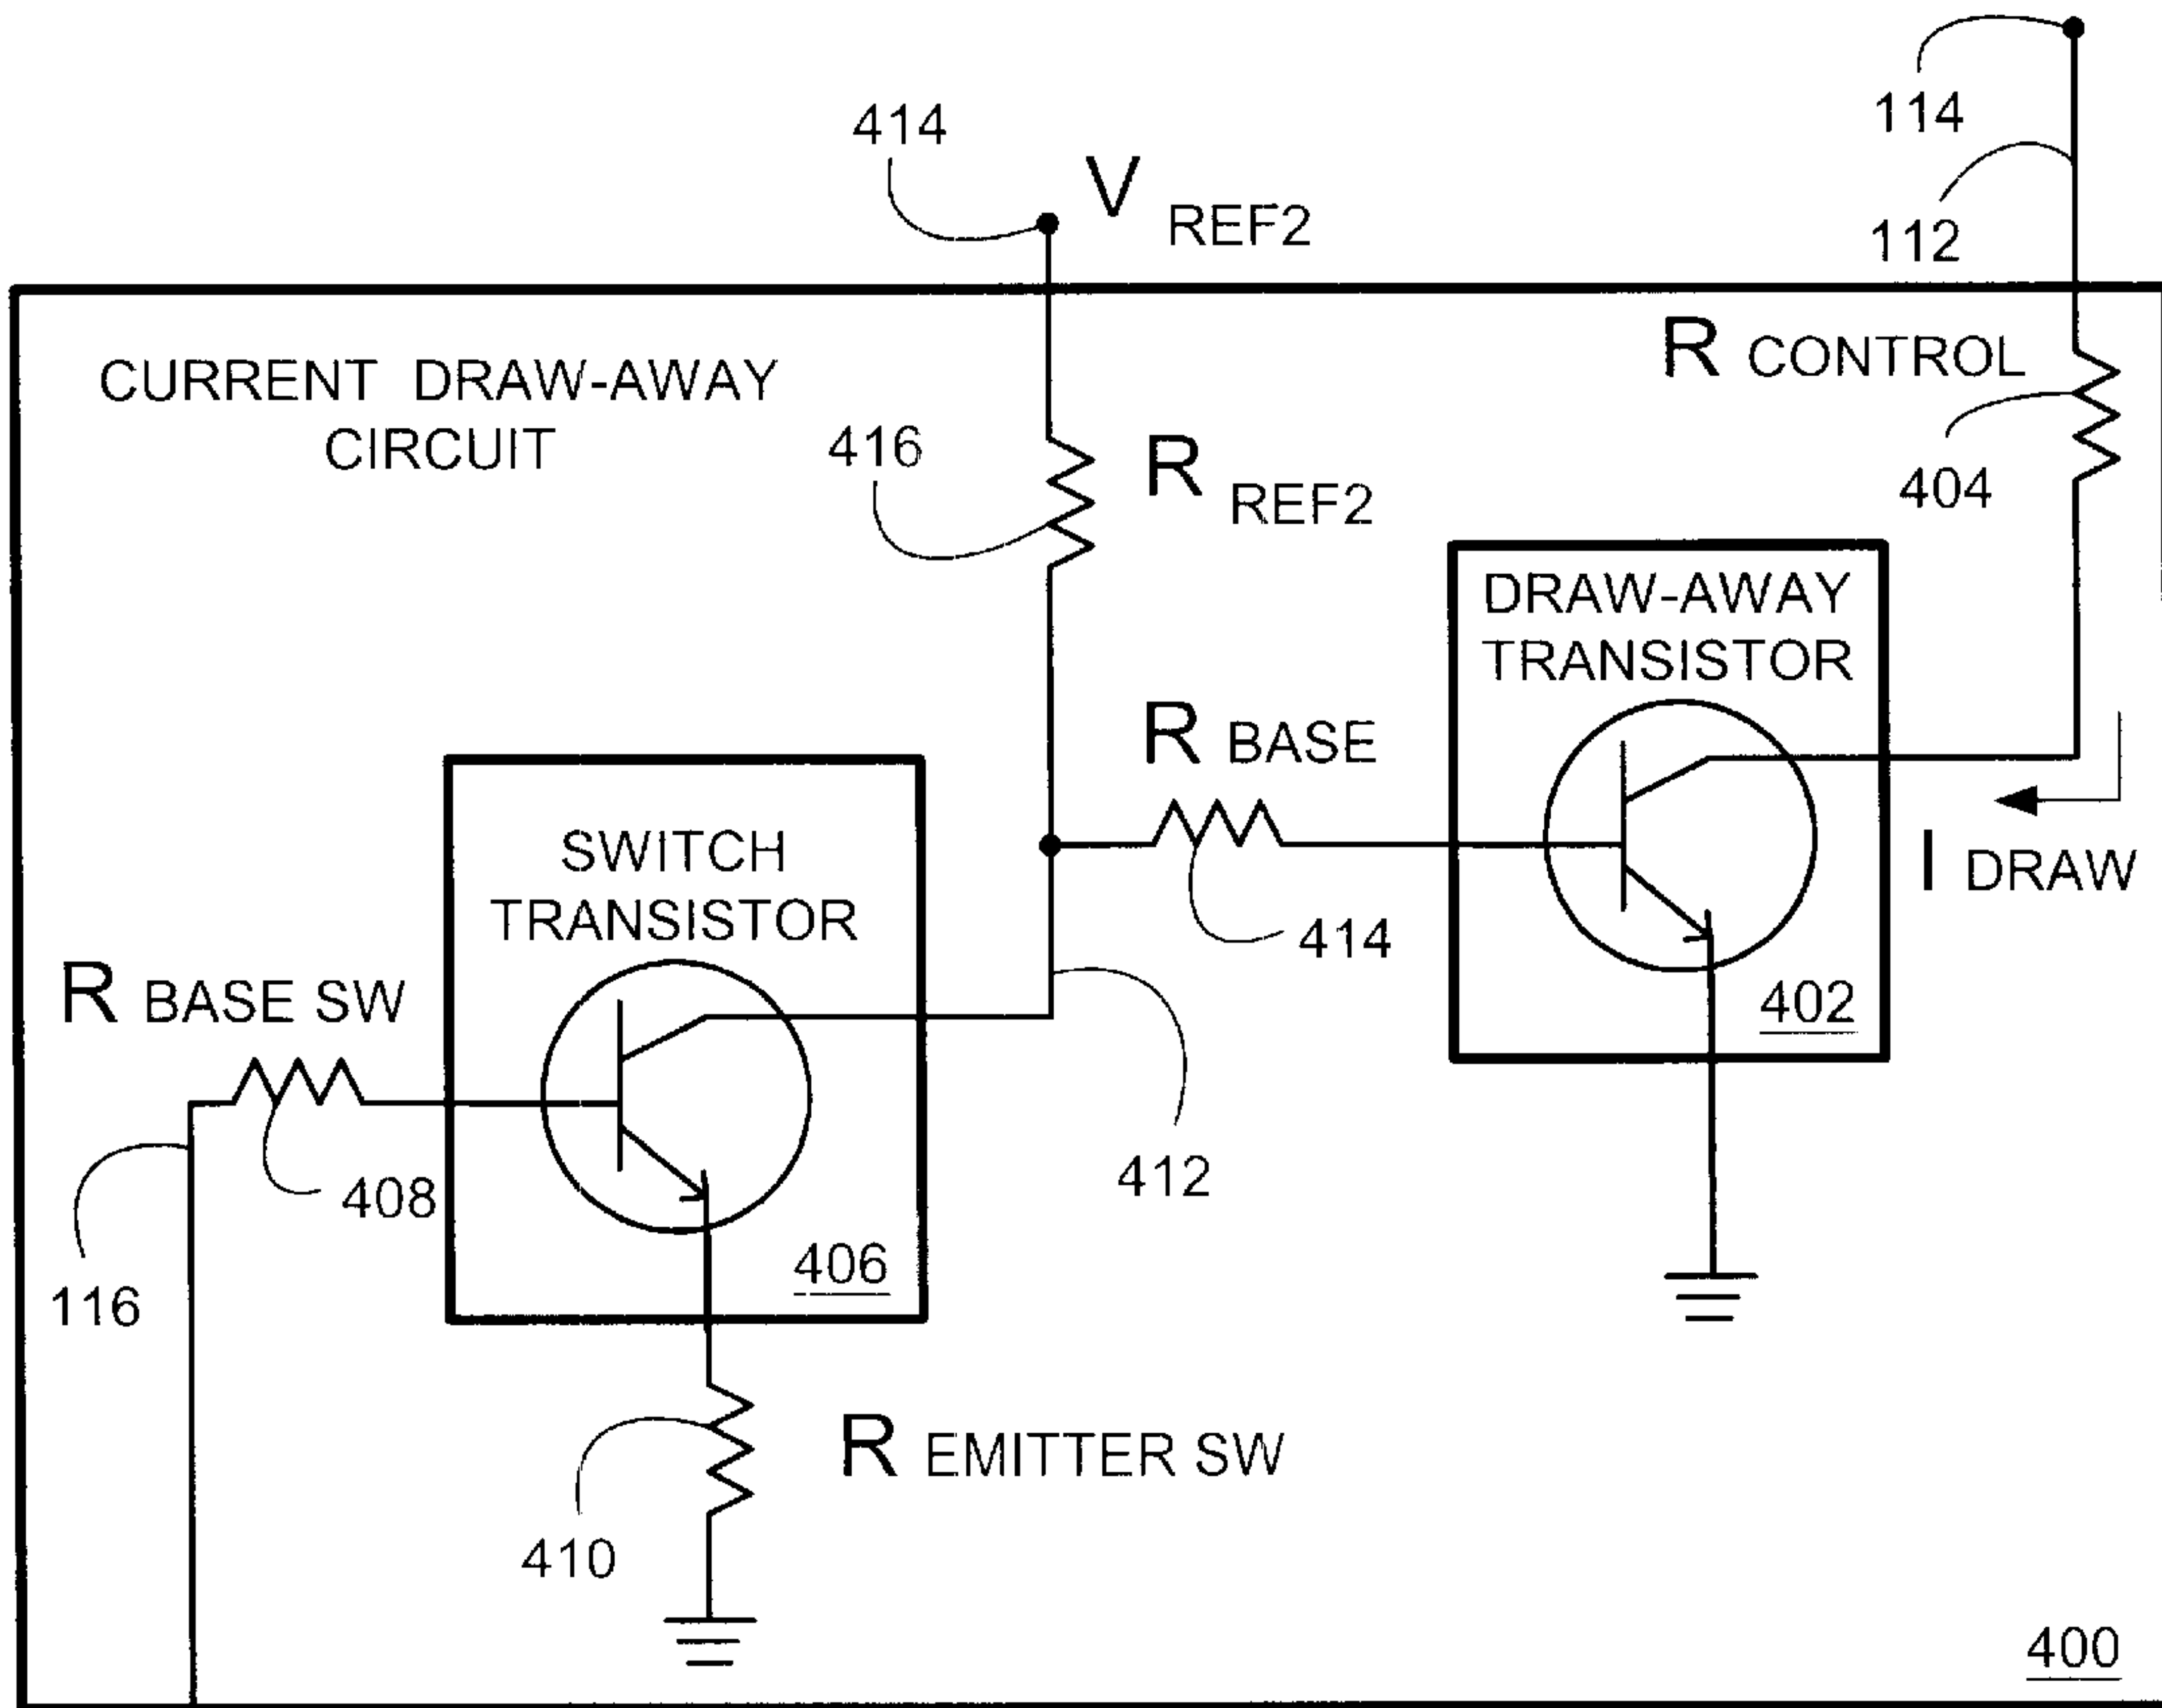 114
414
V REF2
112
CURRENT DRAW-AWAY
CIRCUIT
R CONTROL
416
R REF2
404
DRAW-AWAY
TRANSISTOR
R BASE
SWITCH
TRANSISTOR
I DRAW
414
R BASE SW
402
412
408
406
116
R EMITTER SW
410
400